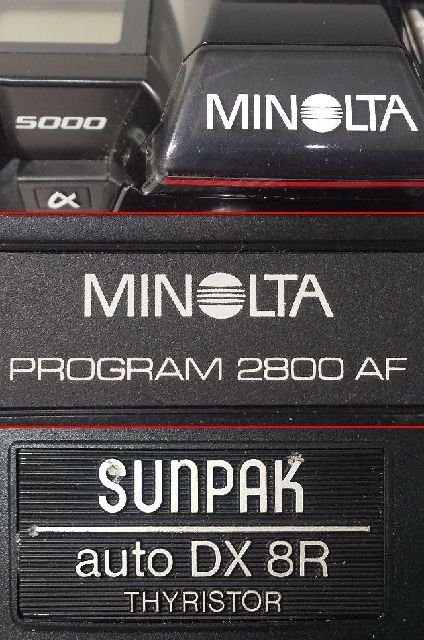 5000 MINOLTA
α
MINOLTA
PROGRAM 2800 AF
SUNPAK
auto DX 8R
THYRISTOR